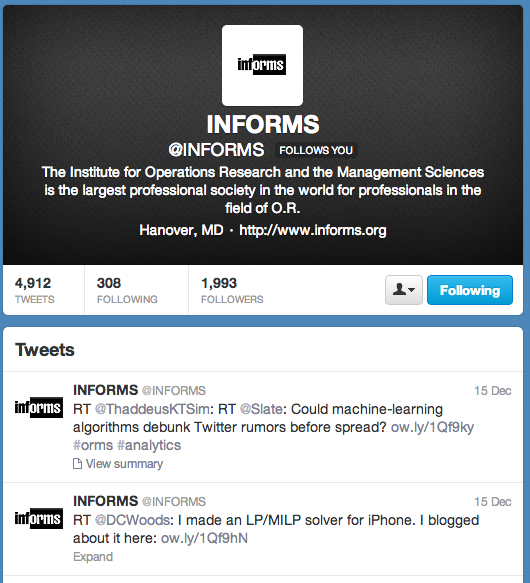 informs
INFORMS
@INFORMS FOLLOWS YOU
The Institute for Operations Research and the Management Sciences
is the largest professional society in the world for professionals in the
field of O.R.
Hanover, MD · http://www.informs.org
4,912 308 1,993
TWEETS FOLLOWING FOLLOWERS
Following
Tweets
informs
INFORMS @INFORMS 15 Dec
RT @ThaddeusKTSim: RT @Slate: Could machine-learning
algorithms debunk Twitter rumors before spread? ow.ly/1Qf9ky
#orms #analytics
View summary
informs
INFORMS @INFORMS 15 Dec
RT @DCWoods: I made an LP/MILP solver for iPhone. I blogged
about it here: ow.ly/1Qf9hN
Expand